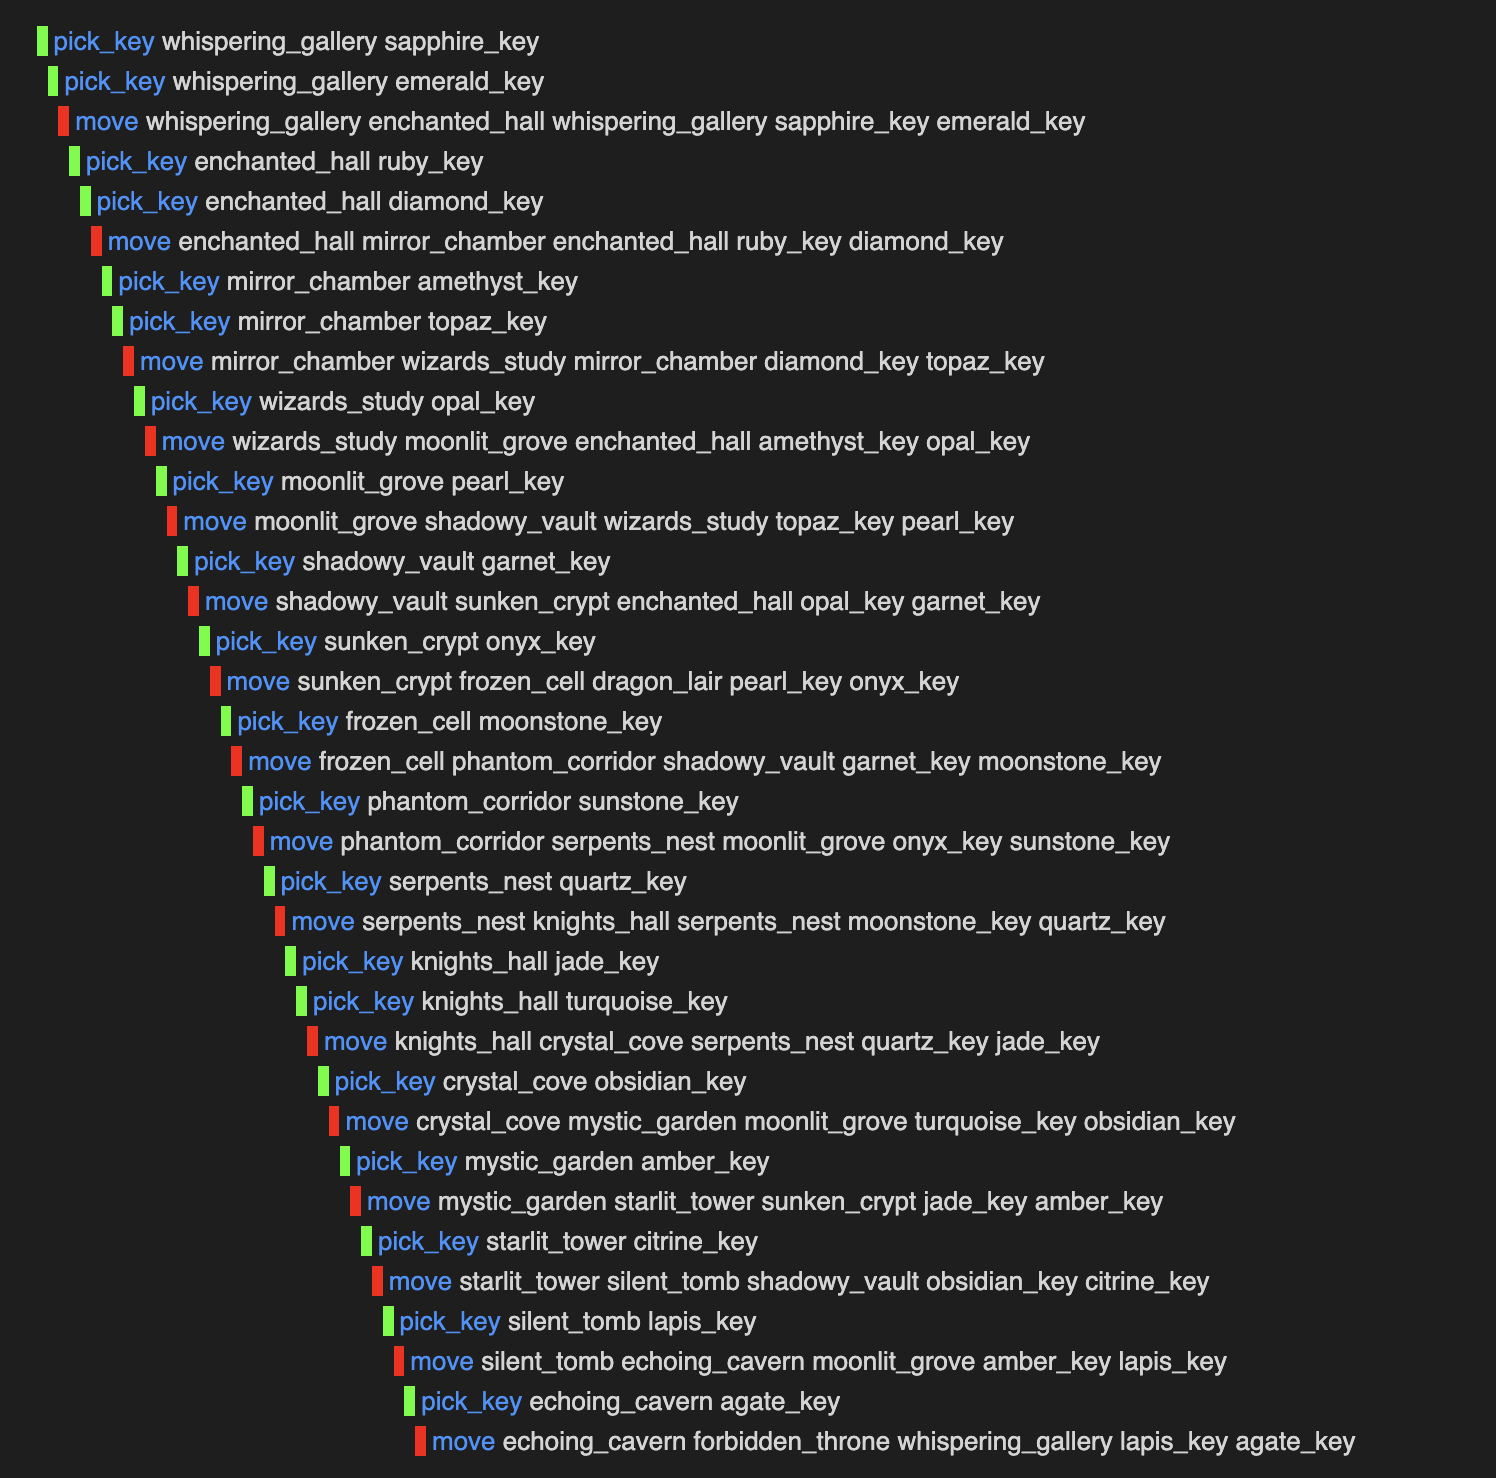 pick_key whispering_gallery sapphire_key
pick_key whispering_gallery emerald_key
move whispering_gallery enchanted_hall whispering_gallery sapphire_key emerald_key
pick_key enchanted_hall ruby_key
pick_key enchanted_hall diamond_key
move enchanted_hall mirror_chamber enchanted_hall ruby_key diamond_key
pick_key mirror_chamber amethyst_key
pick_key mirror_chamber topaz_key
move mirror_chamber wizards_study mirror_chamber diamond_key topaz_key
pick_key wizards_study opal_key
move wizards_study moonlit_grove enchanted_hall amethyst_key opal_key
pick_key moonlit_grove pearl_key
move moonlit_grove shadowy_vault wizards_study topaz_key pearl_key
pick_key shadowy_vault garnet_key
move shadowy_vault sunken_crypt enchanted_hall opal_key garnet_key
pick_key sunken_crypt onyx_key
move sunken_crypt frozen_cell dragon_lair pearl_key onyx_key
pick_key frozen_cell moonstone_key
move frozen_cell phantom_corridor shadowy_vault garnet_key moonstone_key
pick_key phantom_corridor sunstone_key
move phantom_corridor serpents_nest moonlit_grove onyx_key sunstone_key
pick_key serpents_nest quartz_key
move serpents_nest knights_hall serpents_nest moonstone_key quartz_key
pick_key knights_hall jade_key
pick_key knights_hall turquoise_key
move knights_hall crystal_cove serpents_nest quartz_key jade_key
pick_key crystal_cove obsidian_key
move crystal_cove mystic_garden moonlit_grove turquoise_key obsidian_key
pick_key mystic_garden amber_key
move mystic_garden starlit_tower sunken_crypt jade_key amber_key
pick_key starlit_tower citrine_key
move starlit_tower silent_tomb shadowy_vault obsidian_key citrine_key
pick_key silent_tomb lapis_key
move silent_tomb echoing_cavern moonlit_grove amber_key lapis_key
pick_key echoing_cavern agate_key
move echoing_cavern forbidden_throne whispering_gallery lapis_key agate_key